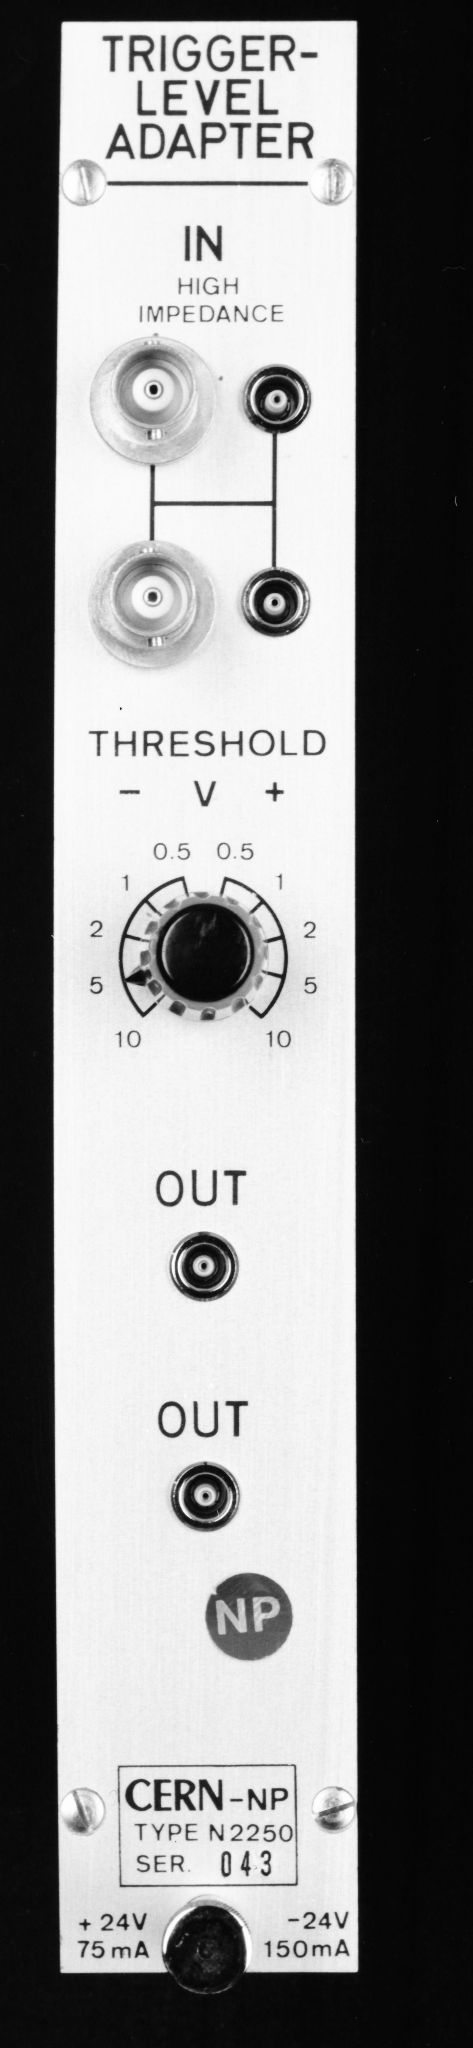 TRIGGER-
LEVEL
ADAPTER
IN
HIGH
IMPEDANCE
THRESHOLD
- V +
0.5 0.5
1 1
2 2
5 5
10 10
OUT
OUT
NP
CERN-NP
TYPE N2250
SER. 043
+24V -24V
75mA 150mA